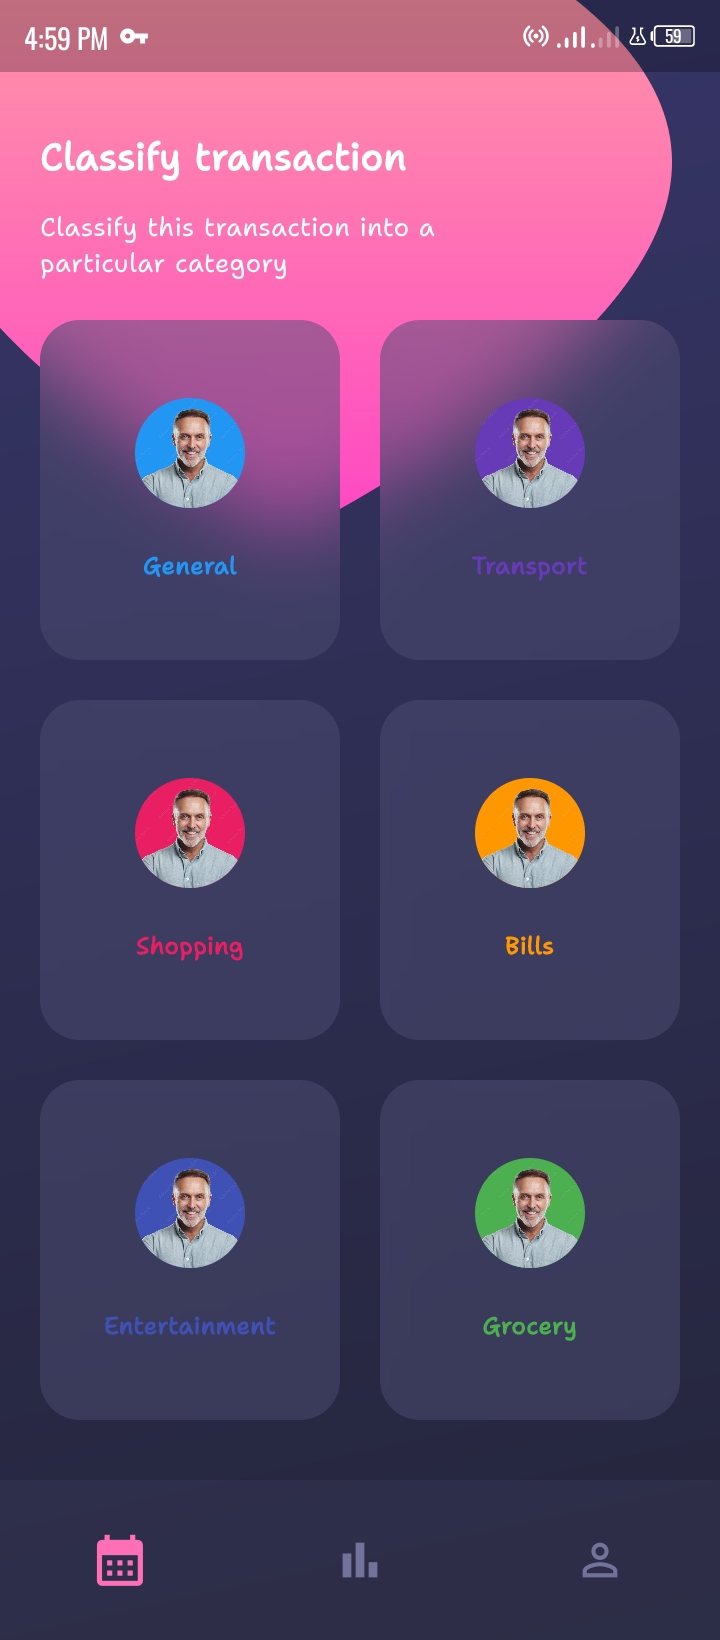 4:59 PM 59
Classify transaction
Classify this transaction into a
particular category
General Transport
Shopping Bills
Entertainment Grocery